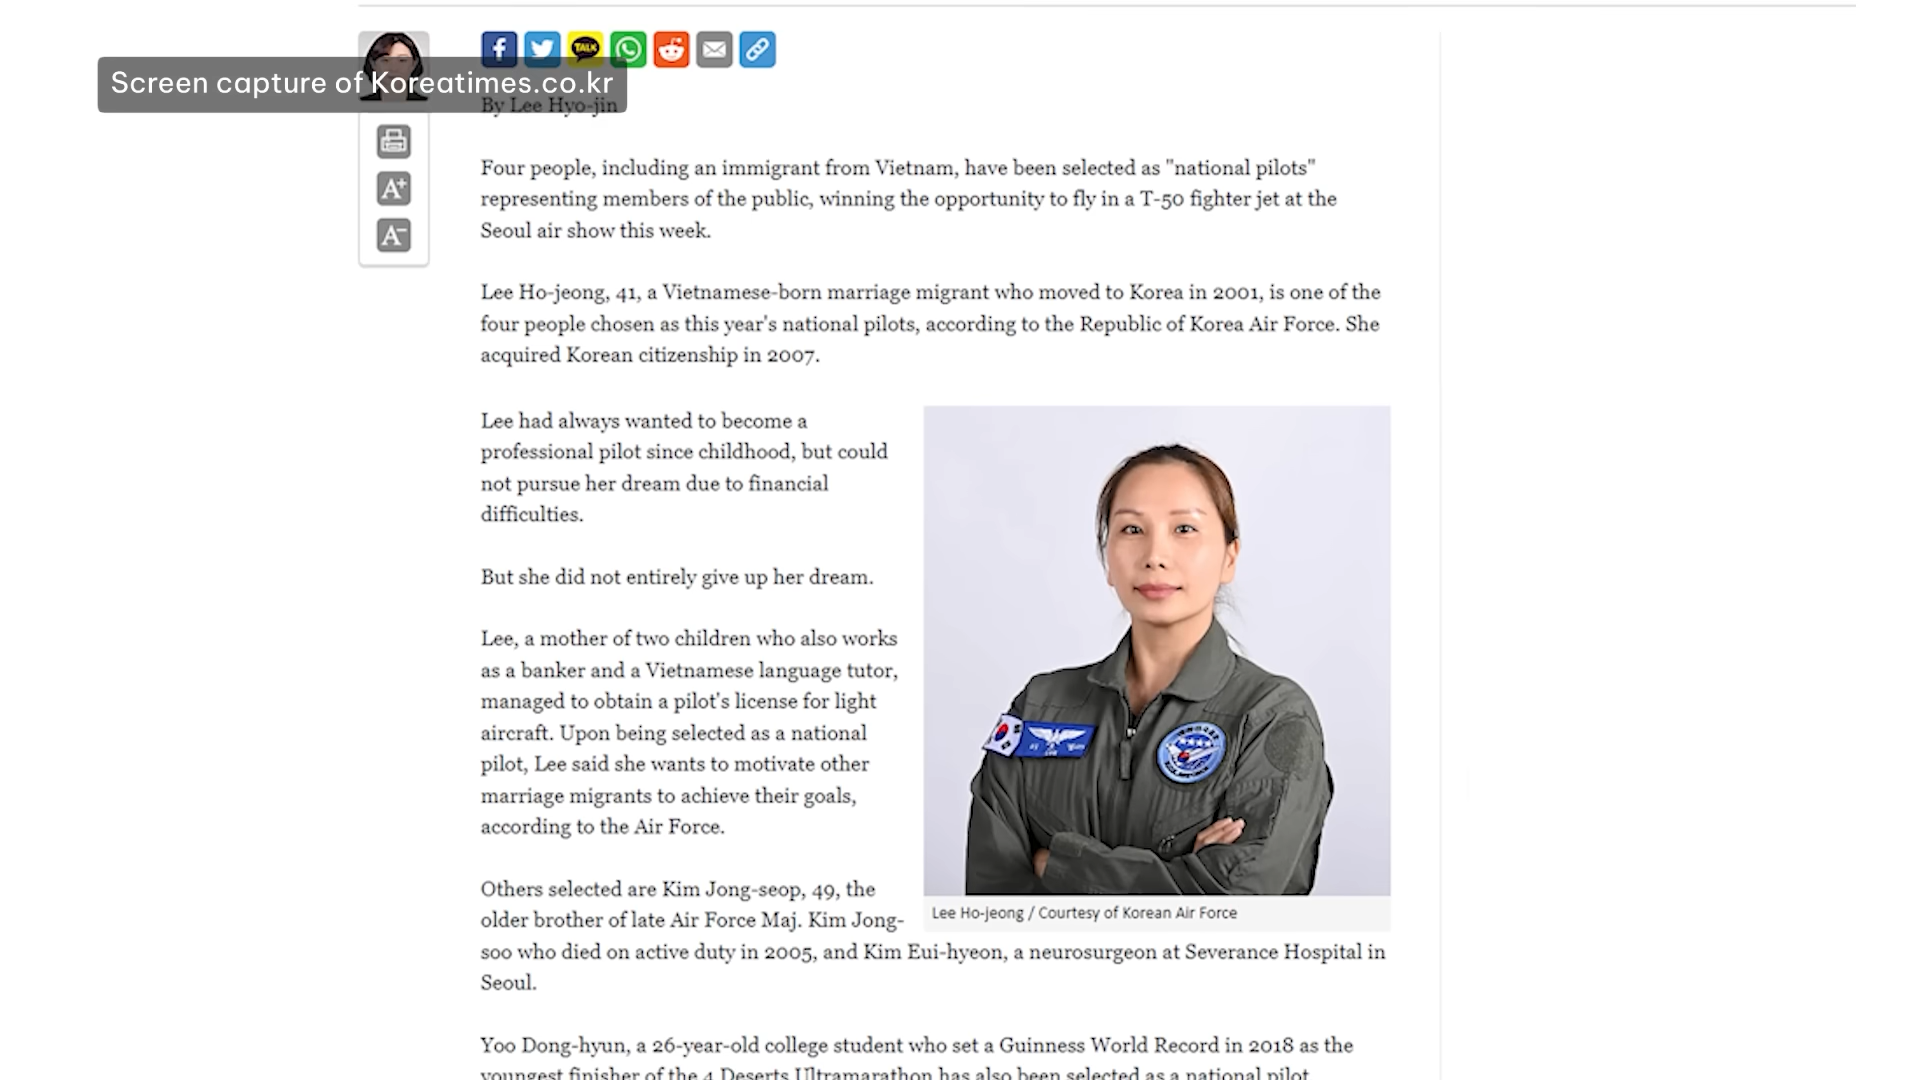 Screen capture of Koreatimes.co.kr
TALK
By Lee Hyo-jin
A+
A-
Four people, including an immigrant from Vietnam, have been selected as "national pilots"
representing members of the public, winning the opportunity to fly in a T-50 fighter jet at the
Seoul air show this week.
Lee Ho-jeong, 41, a Vietnamese-born marriage migrant who moved to Korea in 2001, is one of the
four people chosen as this year's national pilots, according to the Republic of Korea Air Force. She
acquired Korean citizenship in 2007.
Lee had always wanted to become a
professional pilot since childhood, but could
not pursue her dream due to financial
difficulties.
But she did not entirely give up her dream.
Lee, a mother of two children who also works
as a banker and a Vietnamese language tutor,
managed to obtain a pilot's license for light
aircraft. Upon being selected as a national
pilot, Lee said she wants to motivate other
marriage migrants to achieve their goals,
according to the Air Force.
Lee Ho-jeong / Courtesy of Korean Air Force
Others selected are Kim Jong-seop, 49, the
older brother of late Air Force Maj. Kim Jong-
soo who died on active duty in 2005, and Kim Eui-hyeon, a neurosurgeon at Severance Hospital in
Seoul.
Yoo Dong-hyun, a 26-year-old college student who set a Guinness World Record in 2018 as the
youngest finisher of the 4 Deserts Ultramarathon has also been selected as a national pilot.